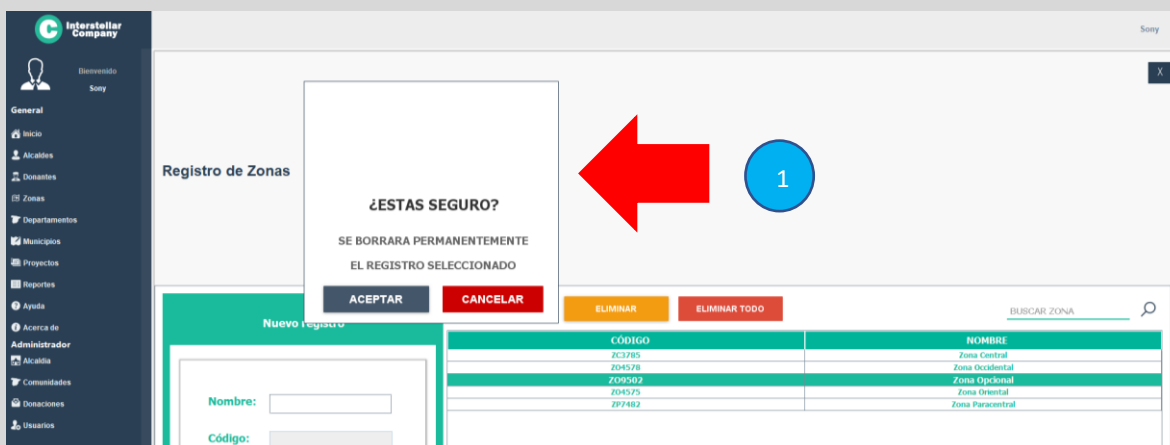 Interstellar
Company
Sony
Bienvenido
Sony
X
General
Inicio
Alcaldes
Donantes
Zonas
Departamentos
Municipios
Proyectos
Reportes
Ayuda
Acerca de
Administrador
Alcaldia
Comunidades
Donaciones
Usuarios
Registro de Zonas
1
¿ESTAS SEGURO?
SE BORRARA PERMANENTEMENTE
EL REGISTRO SELECCIONADO
ACEPTAR CANCELAR
ELIMINAR ELIMINAR TODO BUSCAR ZONA
Nuevo registro
Nombre:
Código:
CÓDIGO NOMBRE
ZC3785 Zona Central
ZO4578 Zona Occidental
ZO9502 Zona Opcional
ZO4575 Zona Oriental
ZP7482 Zona Paracentral